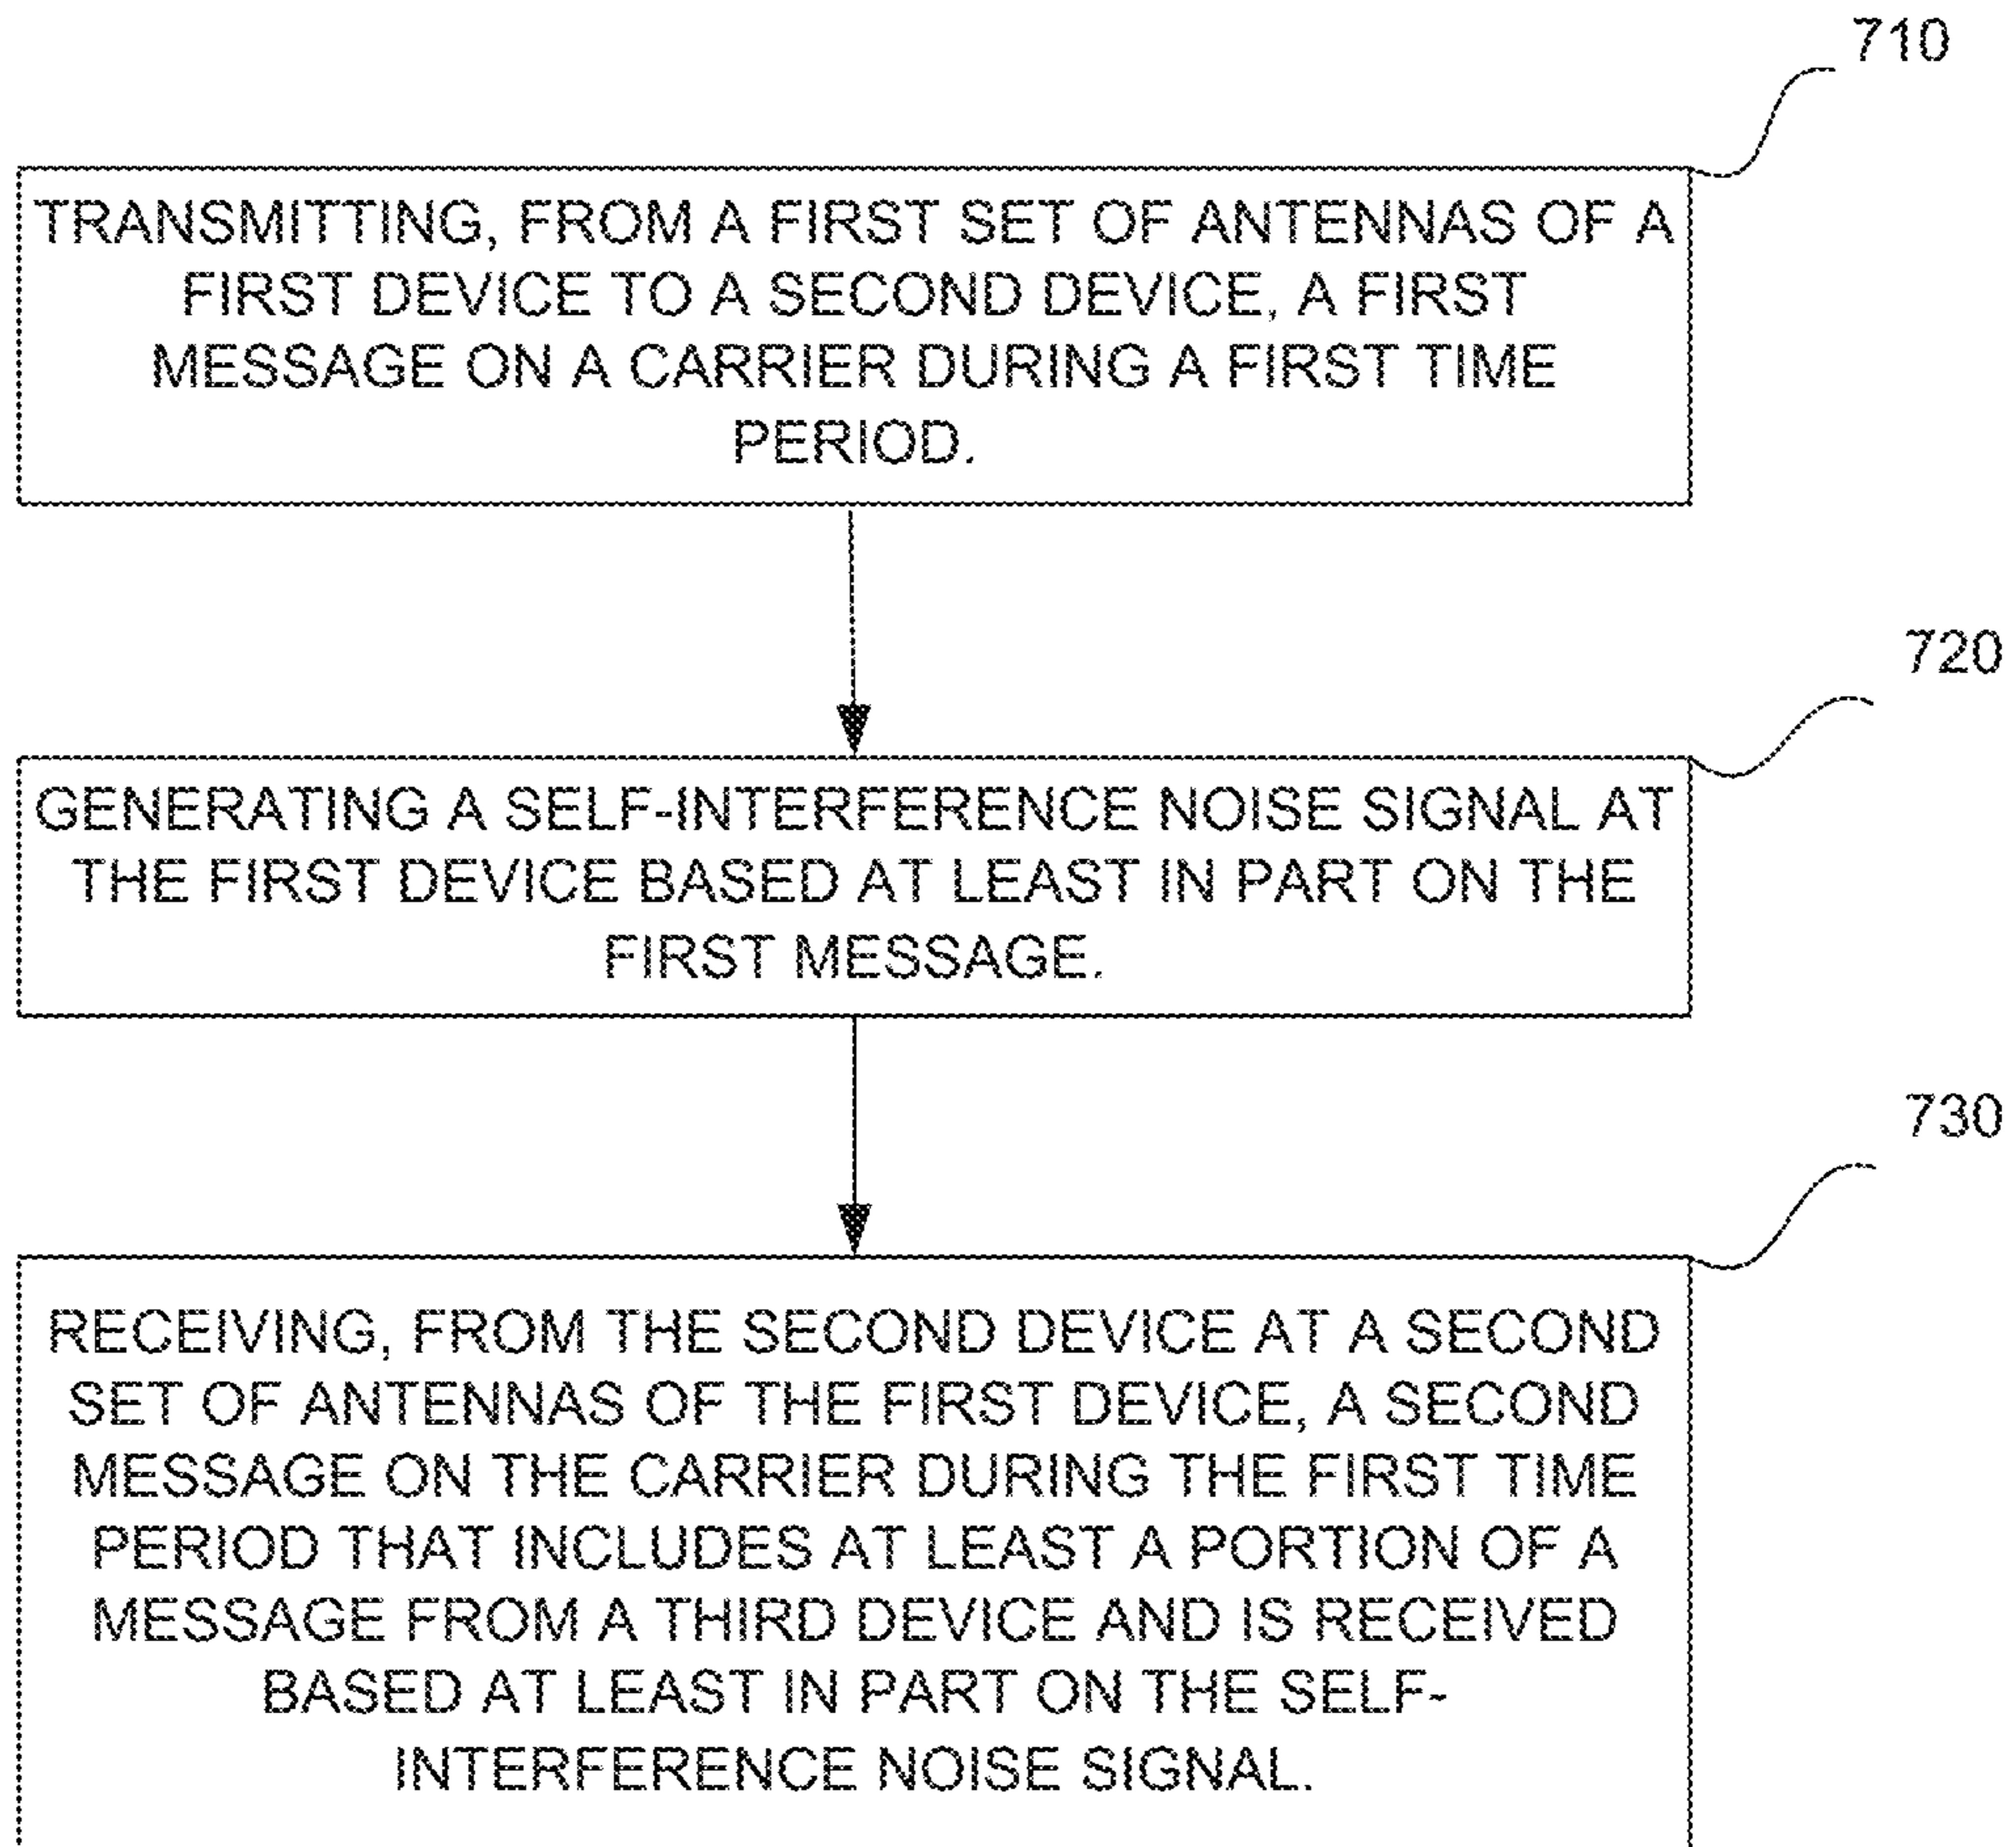 710
TRANSMITTING, FROM A FIRST SET OF ANTENNAS OF A
FIRST DEVICE TO A SECOND DEVICE, A FIRST
MESSAGE ON A CARRIER DURING A FIRST TIME
PERIOD.
720
GENERATING A SELF-INTERFERENCE NOISE SIGNAL AT
THE FIRST DEVICE BASED AT LEAST IN PART ON THE
FIRST MESSAGE.
730
RECEIVING, FROM THE SECOND DEVICE AT A SECOND
SET OF ANTENNAS OF THE FIRST DEVICE, A SECOND
MESSAGE ON THE CARRIER DURING THE FIRST TIME
PERIOD THAT INCLUDES AT LEAST A PORTION OF A
MESSAGE FROM A THIRD DEVICE AND IS RECEIVED
BASED AT LEAST IN PART ON THE SELF-
INTERFERENCE NOISE SIGNAL.